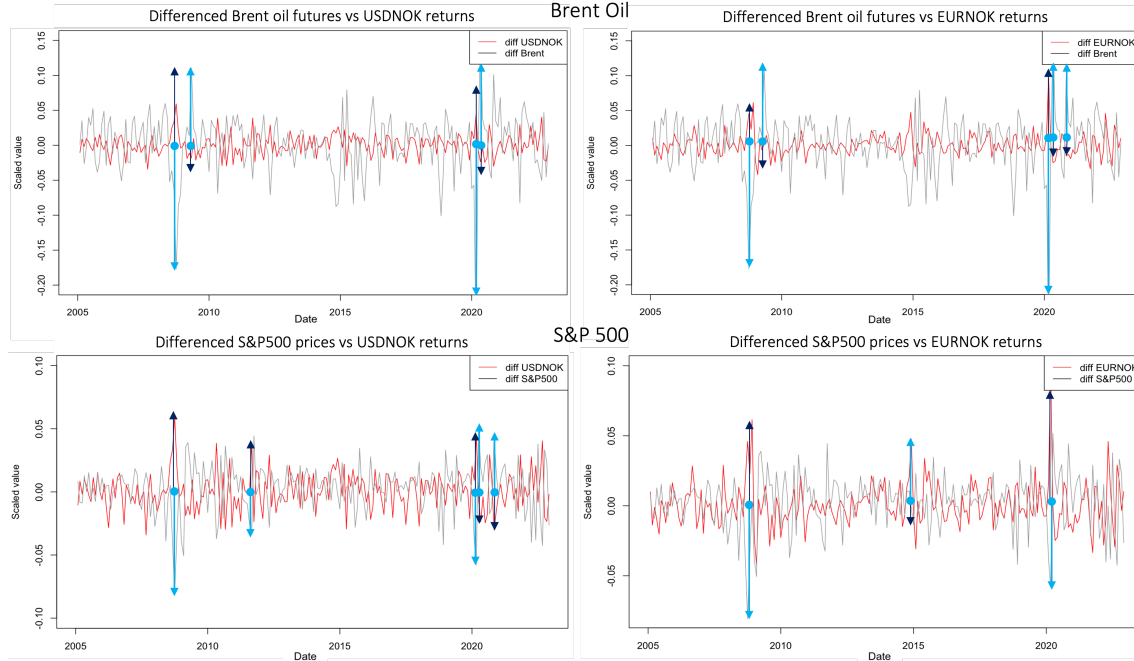 Brent Oil
Differenced Brent oil futures vs USDNOK returns
diff USDNOK
diff Brent
Scaled value
0.15
0.10
0.05
0.00
-0.05
-0.10
-0.15
-0.20
2005 2010 2015 2020
Date
Differenced Brent oil futures vs EURNOK returns
diff EURNOK
diff Brent
Scaled value
0.15
0.10
0.05
0.00
-0.05
-0.10
-0.15
-0.20
2005 2010 2015 2020
Date
S&P 500
Differenced S&P500 prices vs USDNOK returns
diff USDNOK
diff S&P500
Scaled value
0.10
0.05
0.00
-0.05
-0.10
2005 2010 2015 2020
Date
Differenced S&P500 prices vs EURNOK returns
diff EURNOK
diff S&P500
Scaled value
0.10
0.05
0.00
-0.05
2005 2010 2015 2020
Date